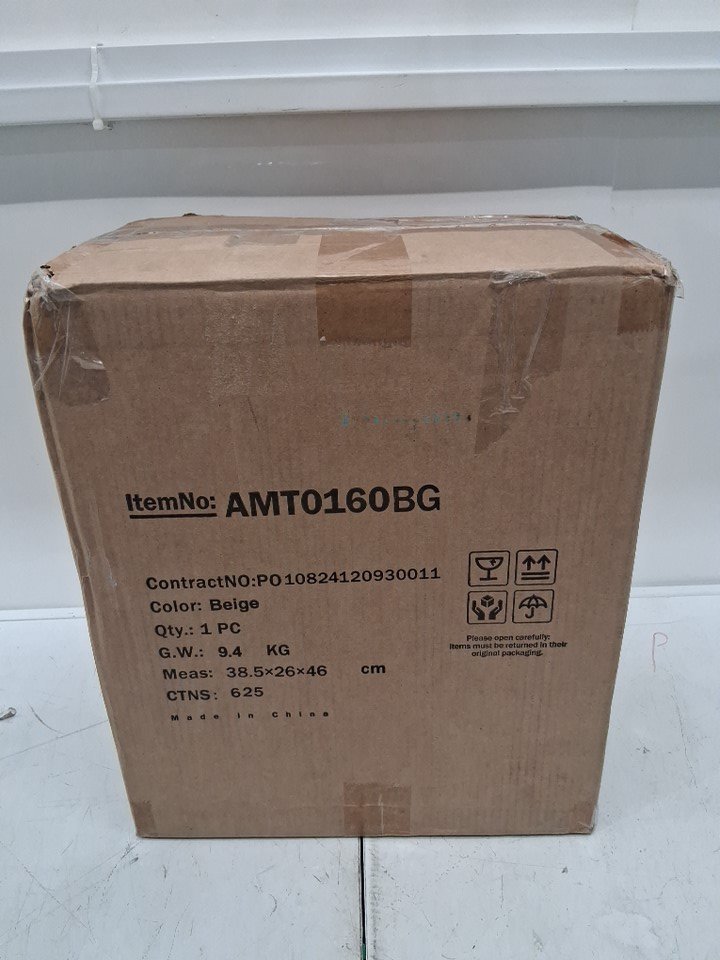 ItemNo: AMT0160BG
ContractNO:PO10824120930011
Color: Beige
Qty.: 1 PC
G.W.: 9.4 KG
Meas: 38.5×26×46 cm
CTNS: 625
Made in China
Please open carefully:
Items must be returned in their
original packaging.